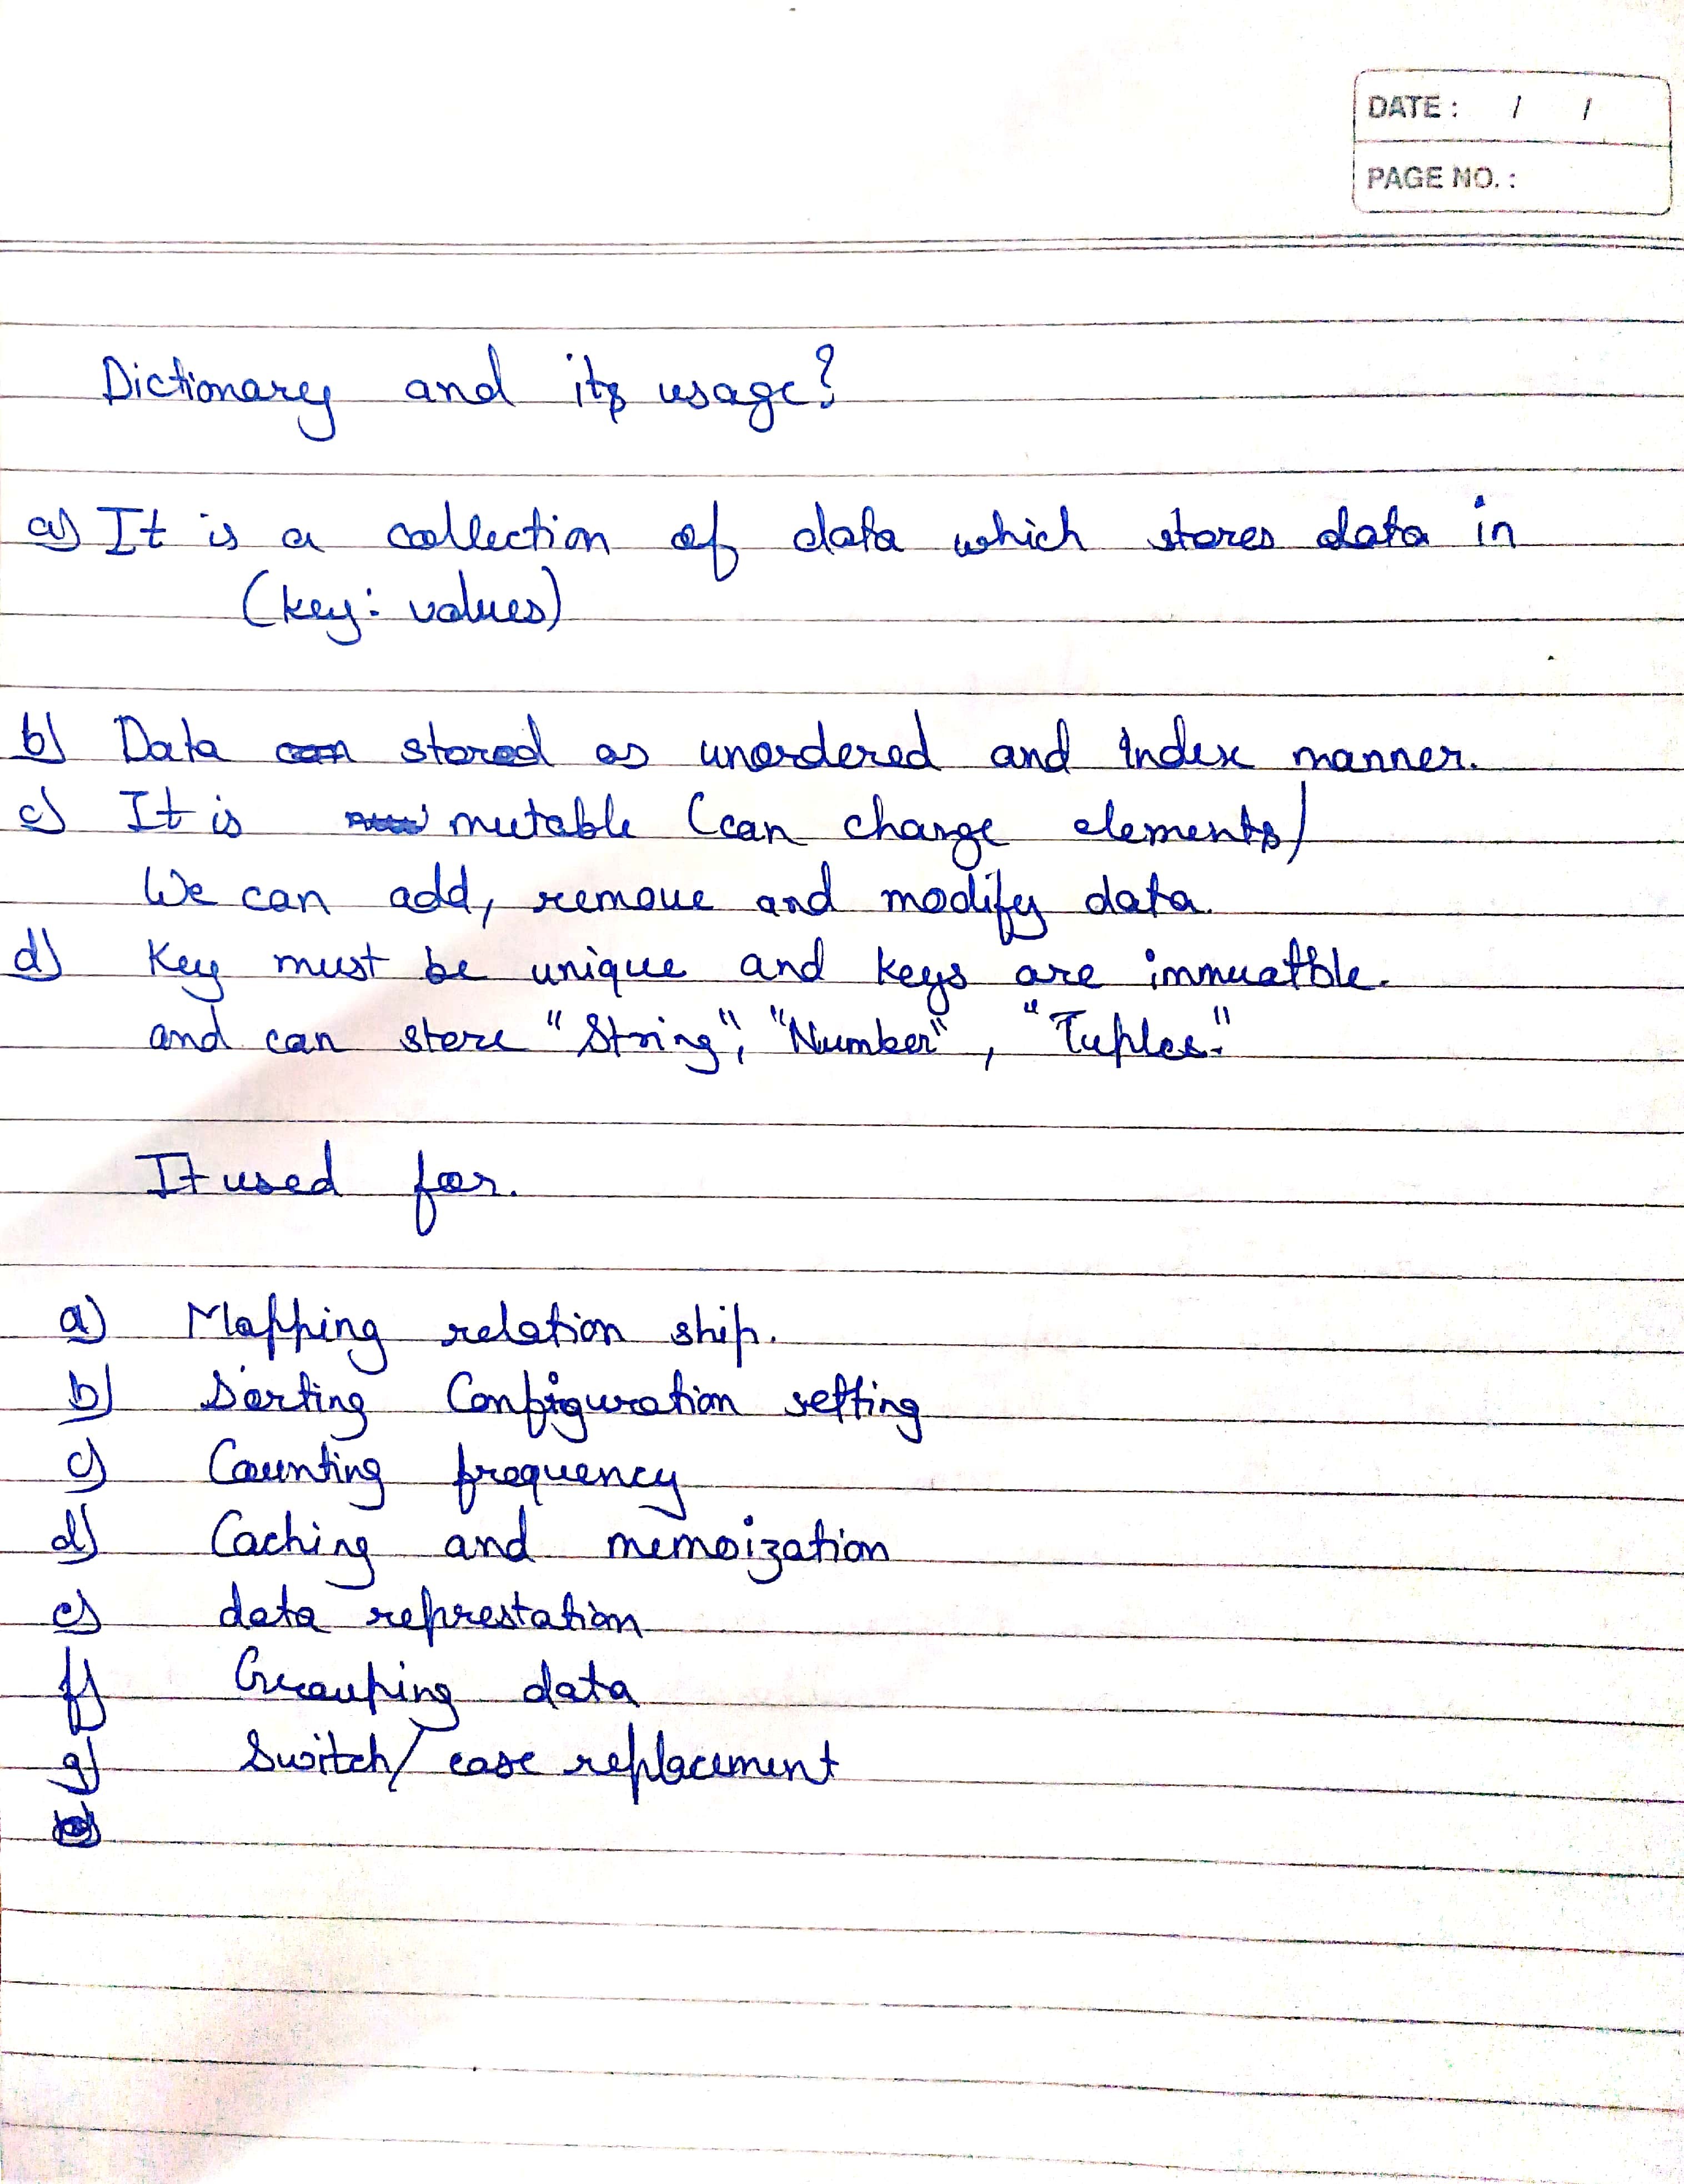 DATE: / /
PAGE NO.:
Dictionary and its usage?
a) It is a collection of data which stores data in
(key: values)
b) Data stored as unordered and index manner.
c) It is mutable (can change elements/
We can add, remove and modify data.
d) Key must be unique and keys are immuatble.
and can store "String", "Number", "Tuples."
It used for.
a) Mapping relation ship.
b) Sorting Configuration setting
c) Counting frequency
d) Caching and memoization
e) data represtation
f) Grouping data
g) Switch/ case replacement